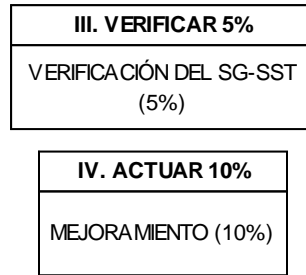 III. VERIFICAR 5%
VERIFICACIÓN DEL SG-SST
(5%)
IV. ACTUAR 10%
MEJORAMIENTO (10%)